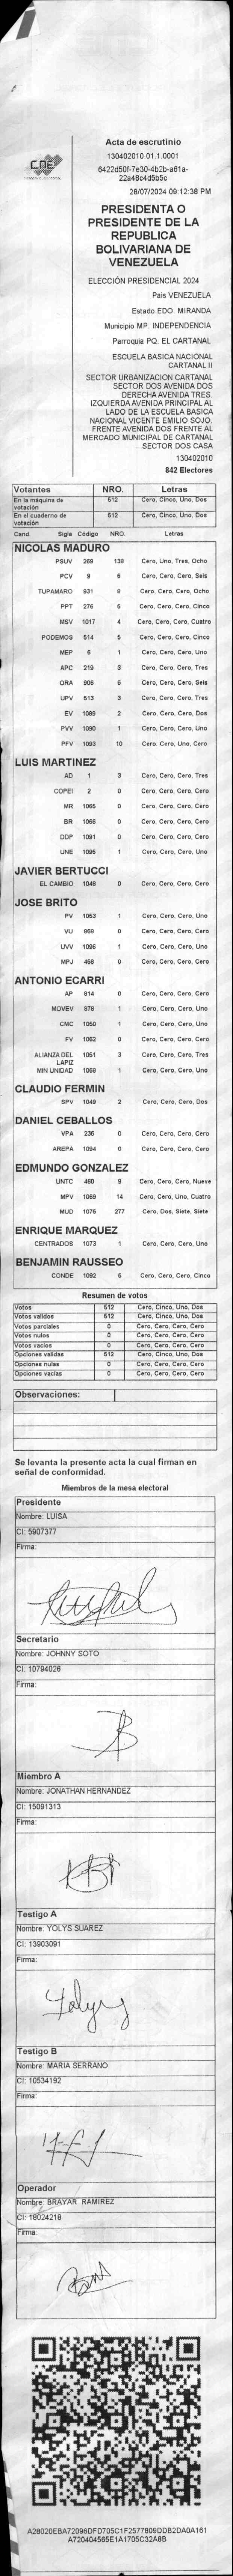 CNE
Acta de escrutinio
130402010.01.1.0001
6422d50f-7e30-4b2b-a61a-
22a48c4d5b5c
28/07/2024 09:12:38 PM
PRESIDENTA O
PRESIDENTE DE LA
REPUBLICA
BOLIVARIANA DE
VENEZUELA
ELECCIÓN PRESIDENCIAL 2024
Pais VENEZUELA
Estado EDO. MIRANDA
Municipio MP. INDEPENDENCIA
Parroquia PQ. EL CARTANAL
ESCUELA BASICA NACIONAL
CARTANAL II
SECTOR URBANIZACION CARTANAL
SECTOR DOS AVENIDA DOS
DERECHA AVENIDA TRES.
IZQUIERDA AVENIDA PRINCIPAL AL
LADO DE LA ESCUELA BASICA
NACIONAL VICENTE EMILIO SOJO.
FRENTE AVENIDA DOS FRENTE AL
MERCADO MUNICIPAL DE CARTANAL
SECTOR DOS CASA
130402010
842 Electores
Votantes NRO. Letras
En la máquina de votación 512 Cero, Cinco, Uno, Dos
En el cuaderno de votación 512 Cero, Cinco, Uno, Dos
Cand. Sigla Código NRO. Letras
NICOLAS MADURO
PSUV 269 138 Cero, Uno, Tres, Ocho
PCV 9 6 Cero, Cero, Cero, Seis
TUPAMARO 931 8 Cero, Cero, Cero, Ocho
PPT 276 5 Cero, Cero, Cero, Cinco
MSV 1017 4 Cero, Cero, Cero, Cuatro
PODEMOS 514 5 Cero, Cero, Cero, Cinco
MEP 6 1 Cero, Cero, Cero, Uno
APC 219 3 Cero, Cero, Cero, Tres
ORA 906 6 Cero, Cero, Cero, Seis
UPV 513 3 Cero, Cero, Cero, Tres
EV 1089 2 Cero, Cero, Cero, Dos
PVV 1090 1 Cero, Cero, Cero, Uno
PFV 1093 10 Cero, Cero, Uno, Cero
LUIS MARTINEZ
AD 1 3 Cero, Cero, Cero, Tres
COPEI 2 0 Cero, Cero, Cero, Cero
MR 1065 0 Cero, Cero, Cero, Cero
BR 1066 0 Cero, Cero, Cero, Cero
DDP 1091 0 Cero, Cero, Cero, Cero
UNE 1095 1 Cero, Cero, Cero, Uno
JAVIER BERTUCCI
EL CAMBIO 1048 0 Cero, Cero, Cero, Cero
JOSE BRITO
PV 1053 1 Cero, Cero, Cero, Uno
VU 868 0 Cero, Cero, Cero, Cero
UVV 1096 1 Cero, Cero, Cero, Uno
MPJ 458 0 Cero, Cero, Cero, Cero
ANTONIO ECARRI
AP 814 0 Cero, Cero, Cero, Cero
MOVEV 878 1 Cero, Cero, Cero, Uno
CMC 1050 1 Cero, Cero, Cero, Uno
FV 1062 0 Cero, Cero, Cero, Cero
ALIANZA DEL LAPIZ 1051 3 Cero, Cero, Cero, Tres
MIN UNIDAD 1068 1 Cero, Cero, Cero, Uno
CLAUDIO FERMIN
SPV 1049 2 Cero, Cero, Cero, Dos
DANIEL CEBALLOS
VPA 236 0 Cero, Cero, Cero, Cero
AREPA 1094 0 Cero, Cero, Cero, Cero
EDMUNDO GONZALEZ
UNTC 460 9 Cero, Cero, Cero, Nueve
MPV 1069 14 Cero, Cero, Uno, Cuatro
MUD 1075 277 Cero, Dos, Siete, Siete
ENRIQUE MARQUEZ
CENTRADOS 1073 1 Cero, Cero, Cero, Uno
BENJAMIN RAUSSEO
CONDE 1092 5 Cero, Cero, Cero, Cinco
Resumen de votos
Votos 512 Cero, Cinco, Uno, Dos
Votos validos 512 Cero, Cinco, Uno, Dos
Votos parciales 0 Cero, Cero, Cero, Cero
Votos nulos 0 Cero, Cero, Cero, Cero
Votos vacios 0 Cero, Cero, Cero, Cero
Opciones validas 512 Cero, Cinco, Uno, Dos
Opciones nulas 0 Cero, Cero, Cero, Cero
Opciones vacias 0 Cero, Cero, Cero, Cero
Observaciones:
Se levanta la presente acta la cual firman en
señal de conformidad.
Miembros de la mesa electoral
Presidente
Nombre: LUISA
CI: 5907377
Firma:
Secretario
Nombre: JOHNNY SOTO
CI: 10794026
Firma:
Miembro A
Nombre: JONATHAN HERNANDEZ
CI: 15091313
Firma:
Testigo A
Nombre: YOLYS SUAREZ
CI: 13903091
Firma:
Yolys
Testigo B
Nombre: MARIA SERRANO
CI: 10534192
Firma:
Operador
Nombre: BRAYAR RAMIREZ
CI: 18024218
Firma:
A28020EBA72096DFD705C1F2577809DDB2DA0A161
A720404565E1A1705C32A8B